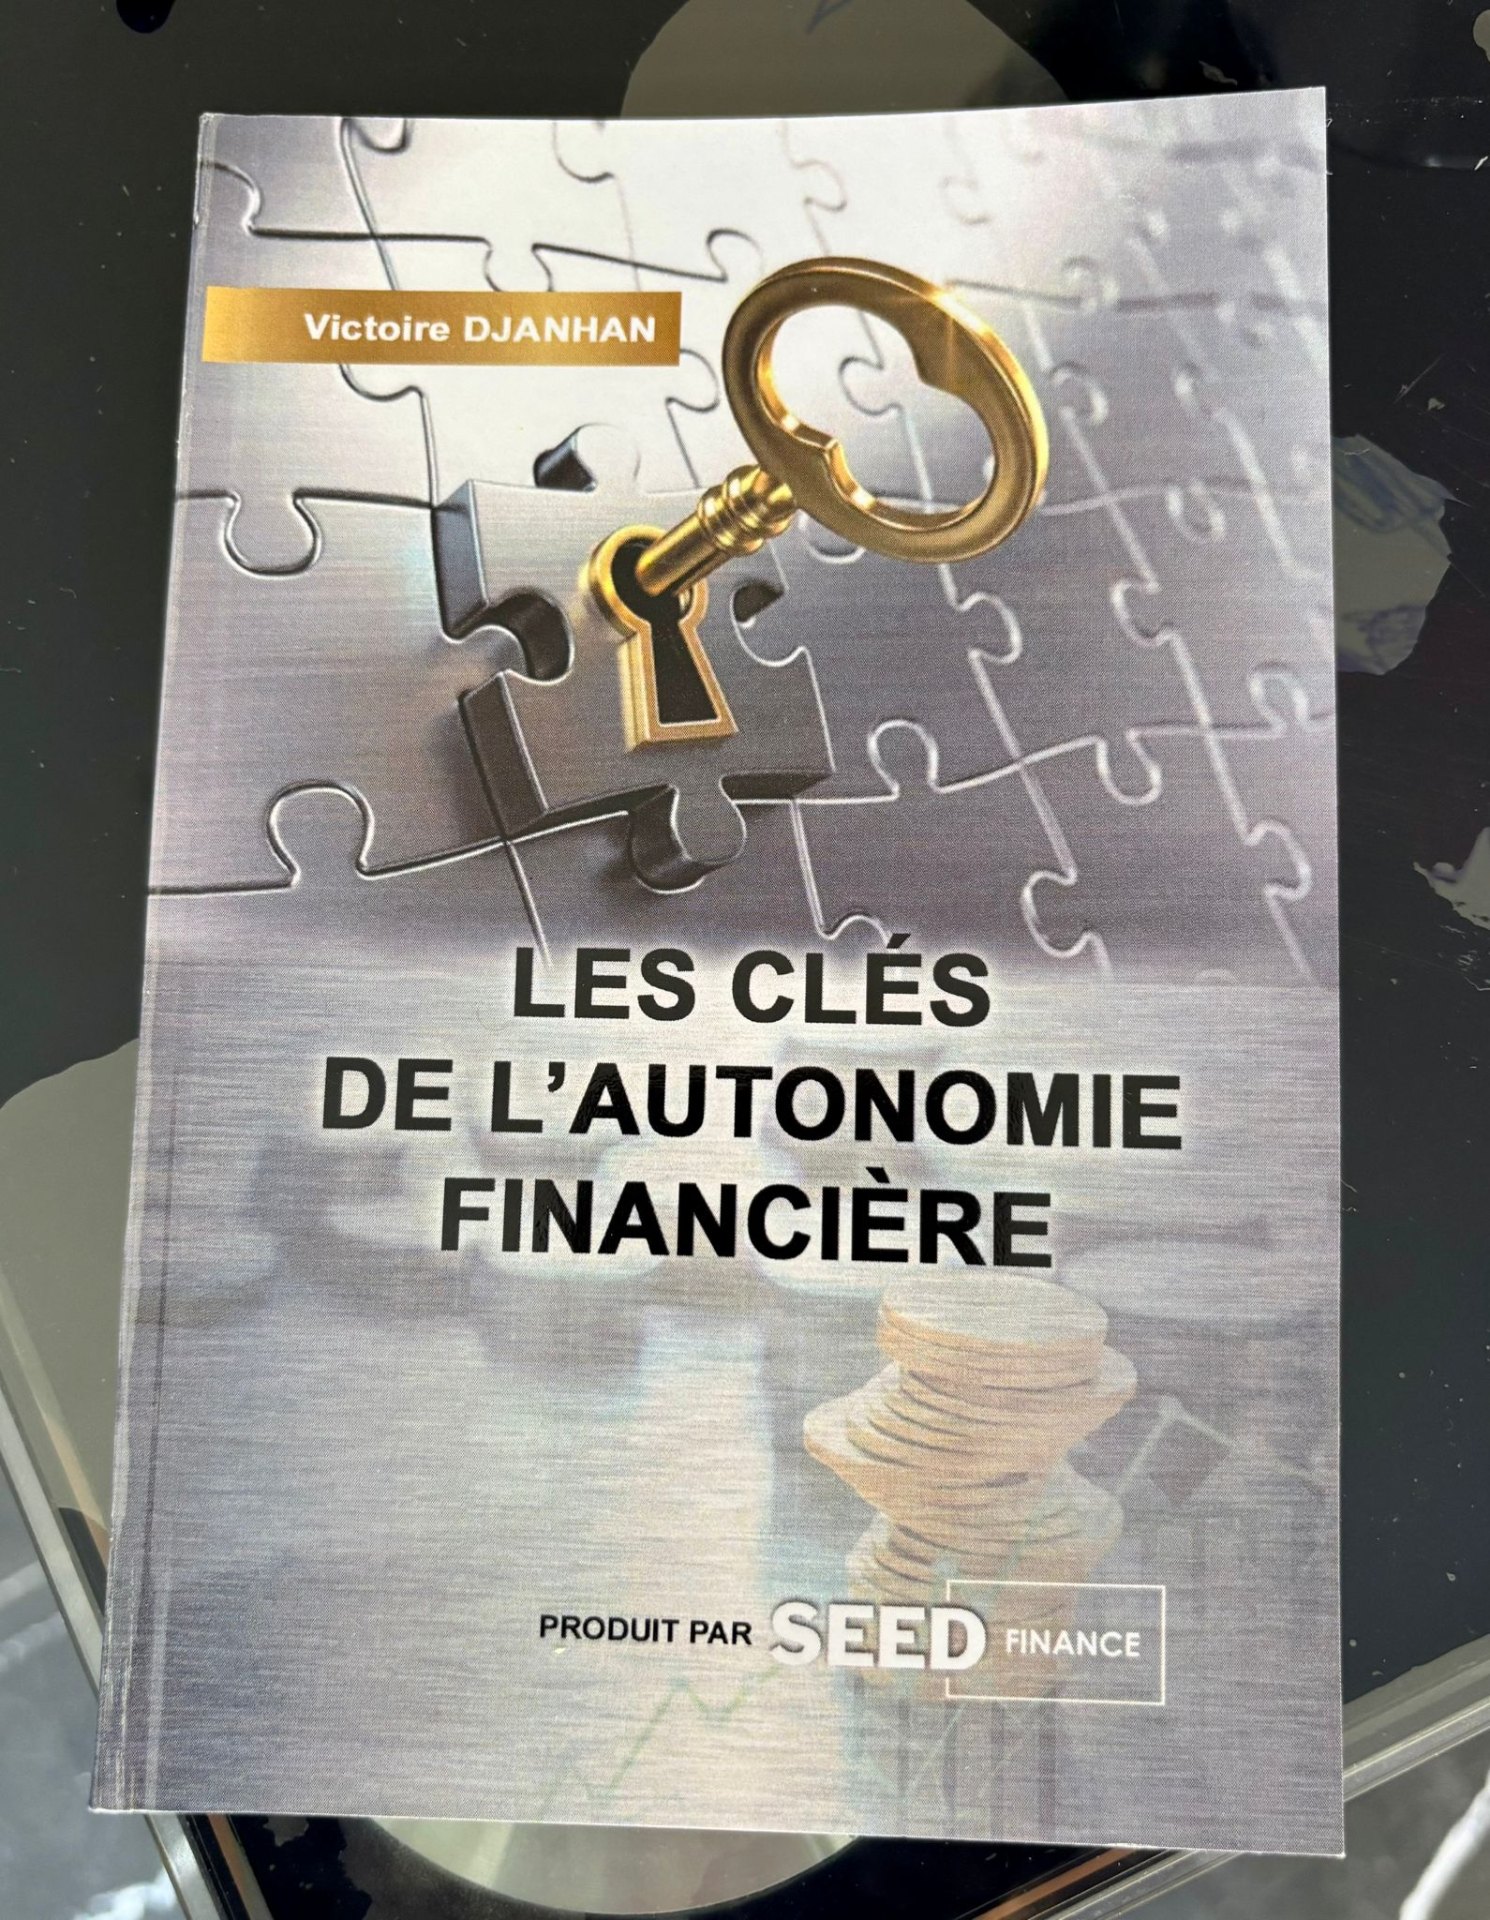 Victoire DJANHAN
LES CLÉS
DE L’AUTONOMIE
FINANCIÈRE
PRODUIT PAR SEED FINANCE